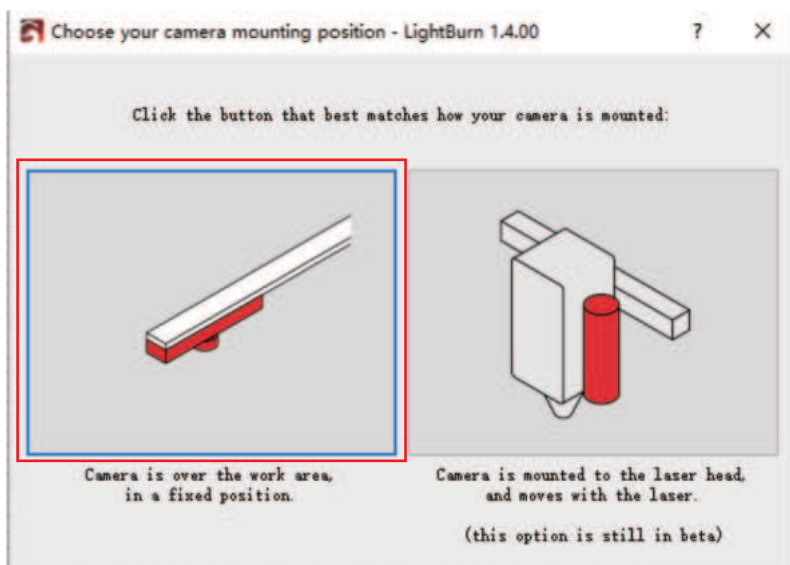 Choose your camera mounting position - LightBurn 1.4.00 ? ×
Click the button that best matches how your camera is mounted:
Camera is over the work area,
in a fixed position.
Camera is mounted to the laser head,
and moves with the laser.
(this option is still in beta)